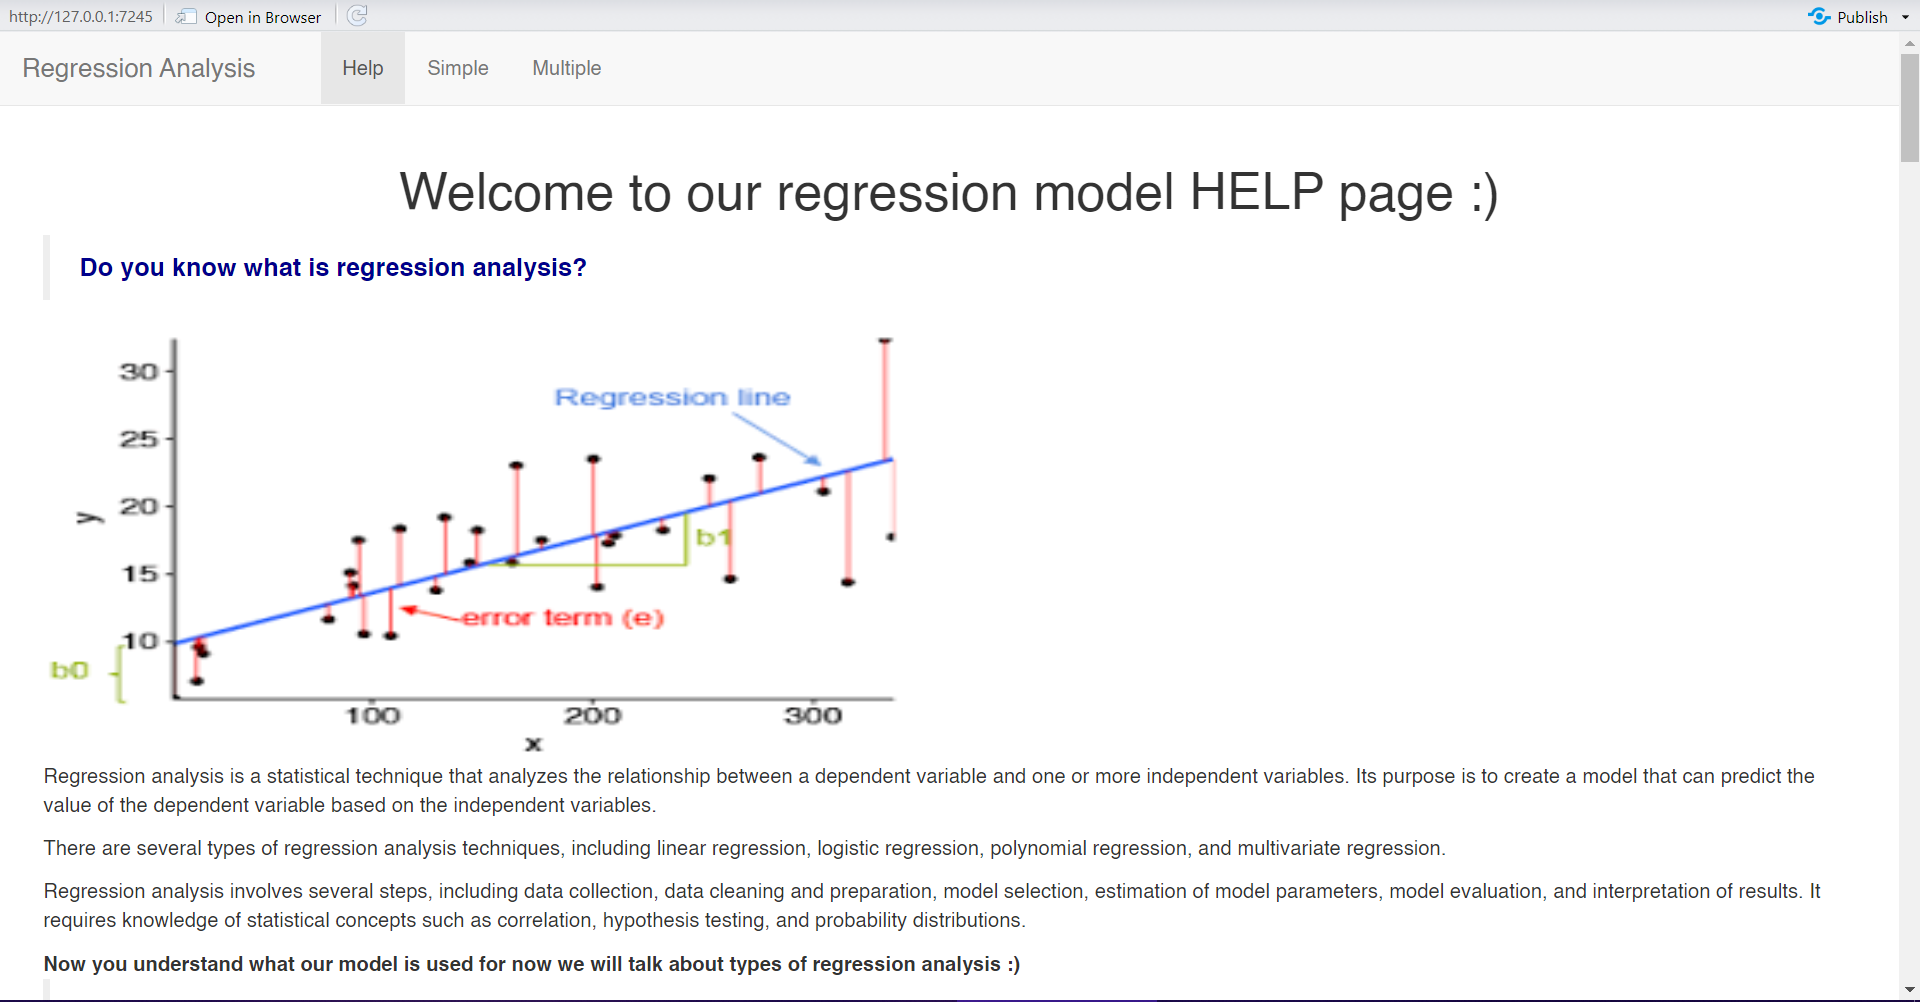 http://127.0.0.1:7245 Open in Browser Publish
Regression Analysis Help Simple Multiple
Welcome to our regression model HELP page :)
Do you know what is regression analysis?
30
Regression line
25
20
y
b1
15
error term (e)
10
b0
100 200 300
x
Regression analysis is a statistical technique that analyzes the relationship between a dependent variable and one or more independent variables. Its purpose is to create a model that can predict the
value of the dependent variable based on the independent variables.
There are several types of regression analysis techniques, including linear regression, logistic regression, polynomial regression, and multivariate regression.
Regression analysis involves several steps, including data collection, data cleaning and preparation, model selection, estimation of model parameters, model evaluation, and interpretation of results. It
requires knowledge of statistical concepts such as correlation, hypothesis testing, and probability distributions.
Now you understand what our model is used for now we will talk about types of regression analysis :)